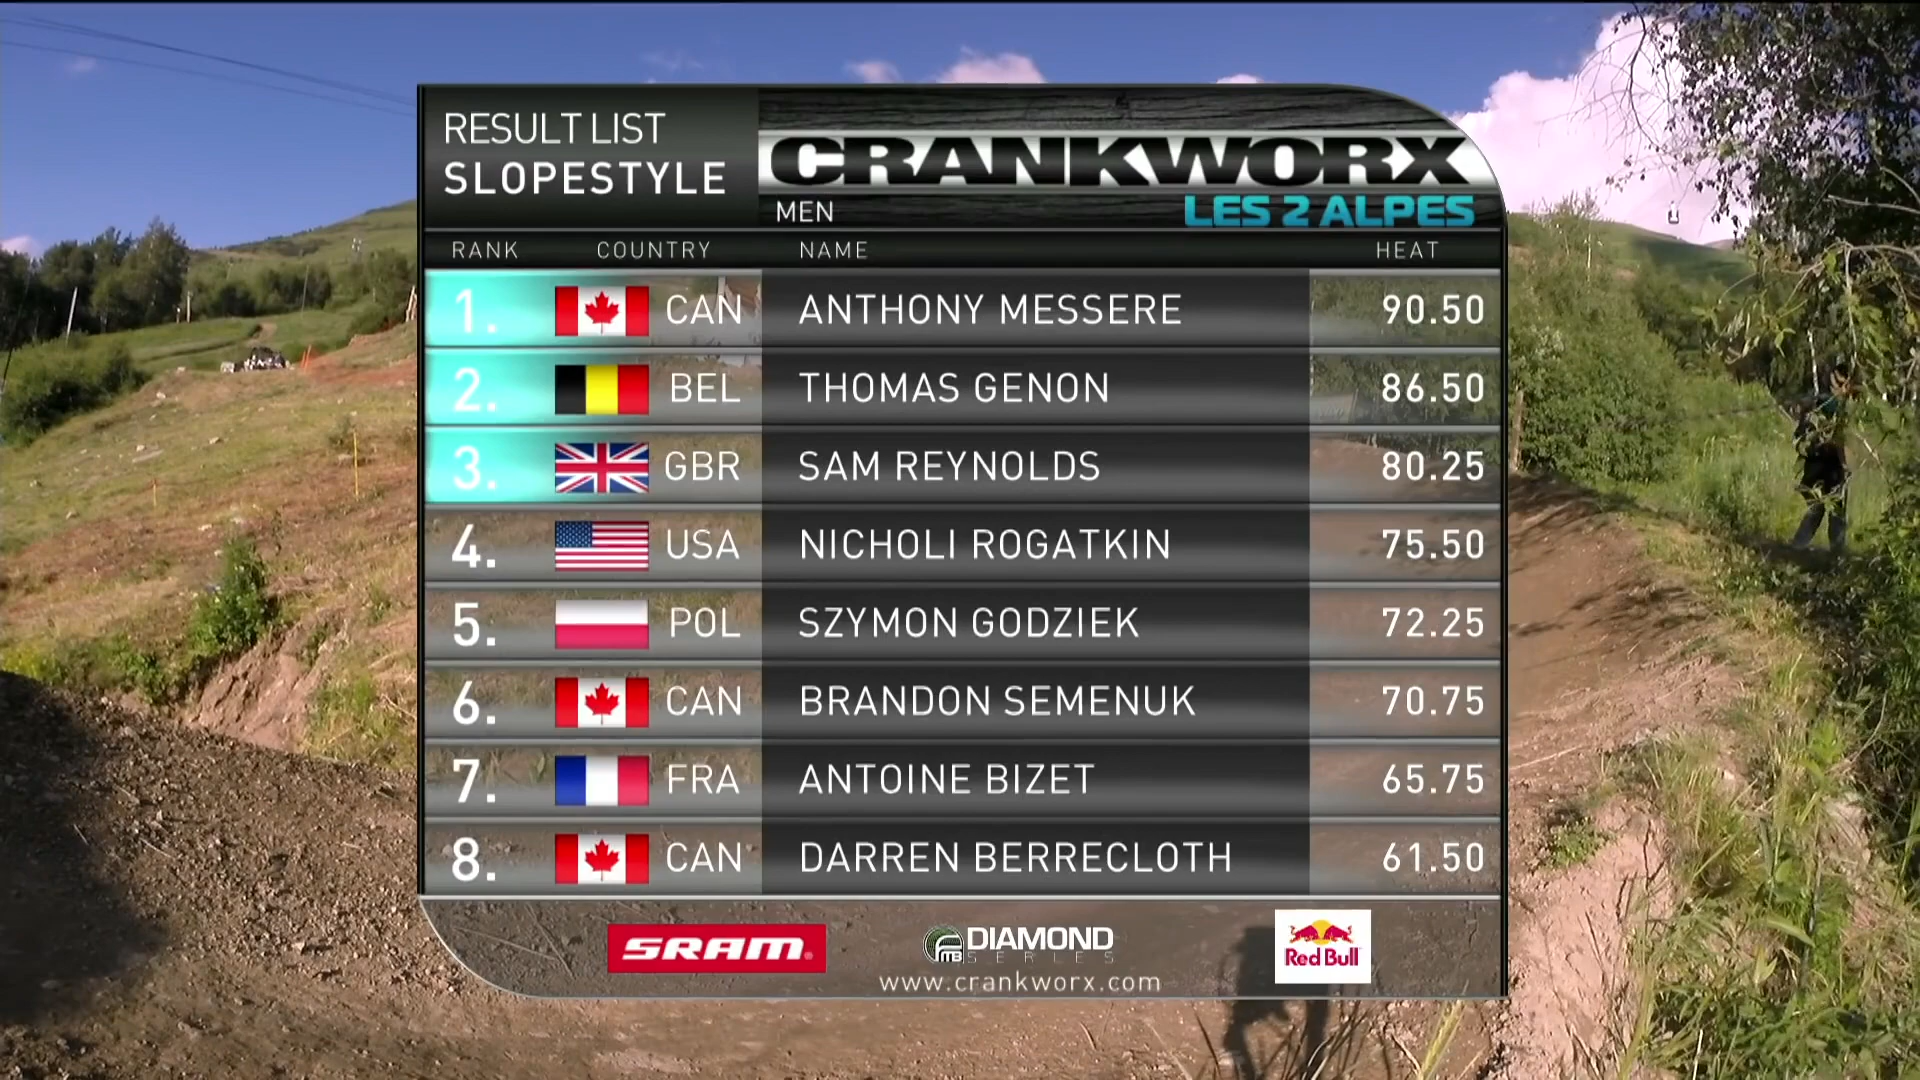 RESULT LIST
SLOPESTYLE
CRANKWORX
MEN
LES 2 ALPES
RANK COUNTRY NAME HEAT
1. CAN ANTHONY MESSERE 90.50
2. BEL THOMAS GENON 86.50
3. GBR SAM REYNOLDS 80.25
4. USA NICHOLI ROGATKIN 75.50
5. POL SZYMON GODZIEK 72.25
6. CAN BRANDON SEMENUK 70.75
7. FRA ANTOINE BIZET 65.75
8. CAN DARREN BERRECLOTH 61.50
SRAM
FMB DIAMOND
SERIES
Red Bull
www.crankworx.com